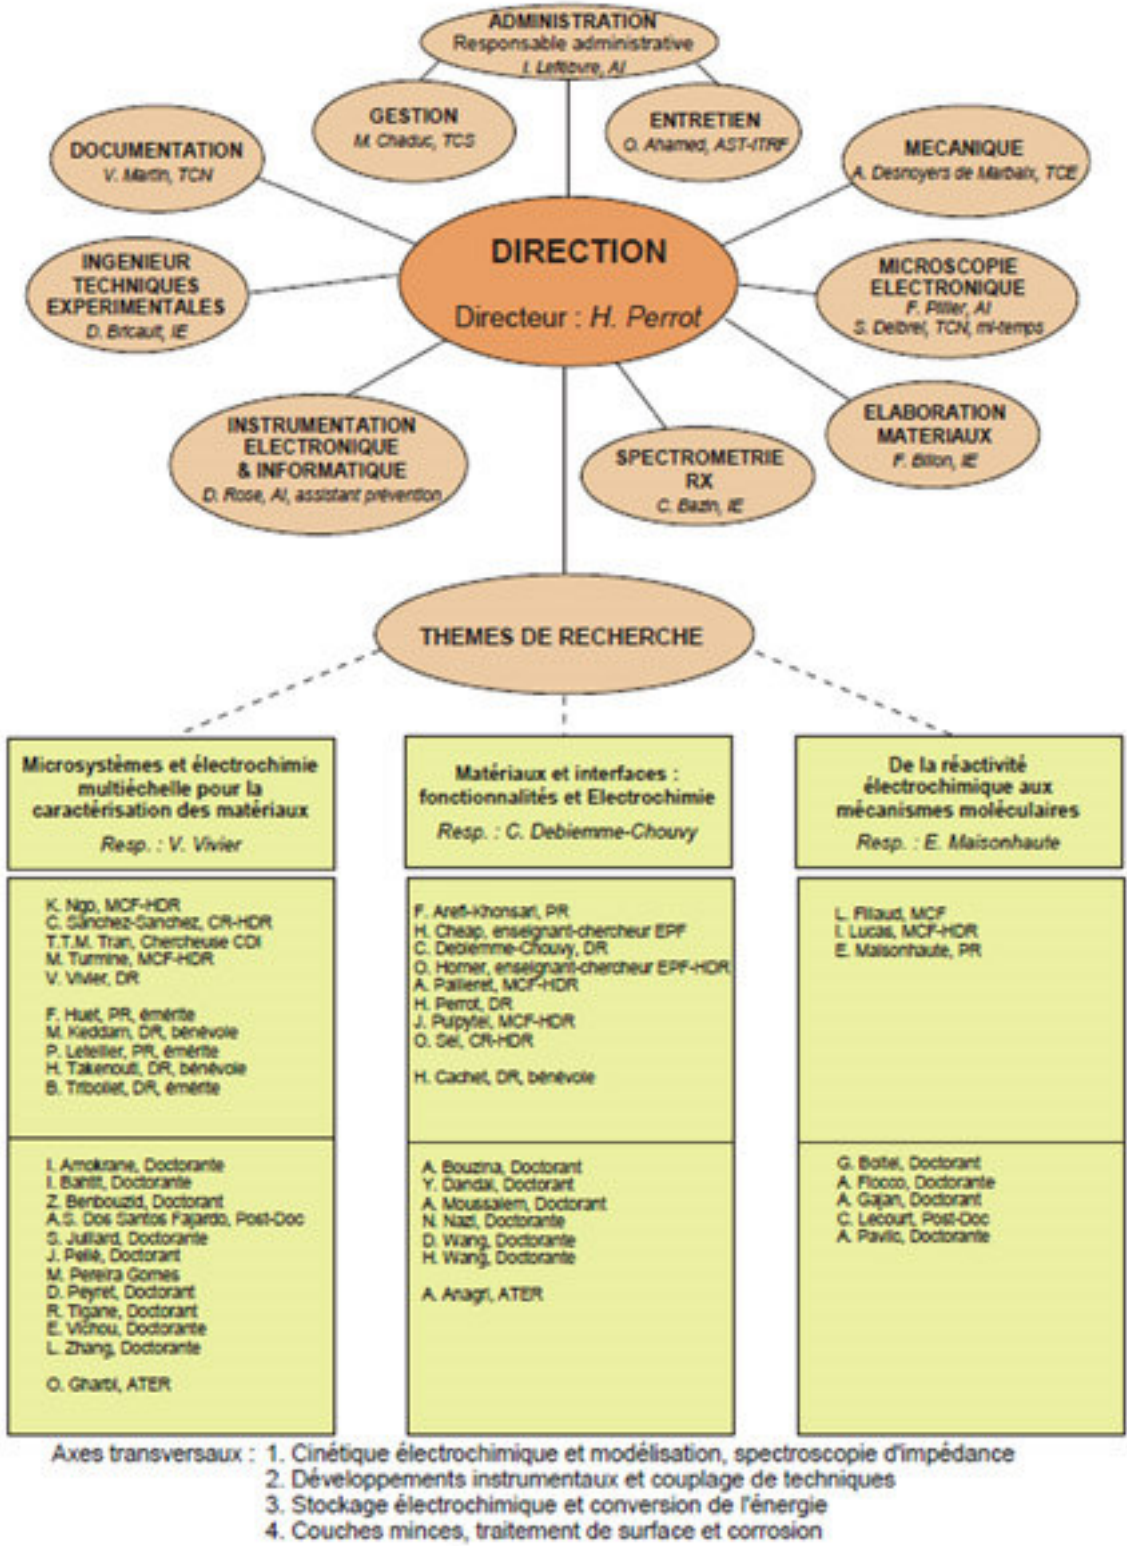 ADMINISTRATION
Responsable administrative
I. Lefebvre, AI
GESTION
M. Chaduc, TCS
ENTRETIEN
O. Ahamed, AST-ITRF
DOCUMENTATION
V. Martin, TCN
MECANIQUE
A. Desnoyers de Marbaix, TCE
DIRECTION
Directeur : H. Perrot
INGENIEUR
TECHNIQUES
EXPERIMENTALES
D. Bricault, IE
MICROSCOPIE
ELECTRONIQUE
F. Pillier, AI
S. Delbrel, TCN, mi-temps
INSTRUMENTATION
ELECTRONIQUE
& INFORMATIQUE
D. Rose, AI, assistant prévention
SPECTROMETRIE
RX
C. Bazin, IE
ELABORATION
MATERIAUX
F. Billon, IE
THEMES DE RECHERCHE
Microsystèmes et électrochimie
multiéchelle pour la
caractérisation des matériaux
Resp. : V. Vivier
K. Ngo, MCF-HDR
C. Sánchez-Sanchez, CR-HDR
T.T.M. Tran, Chercheuse CDI
M. Turmine, MCF-HDR
V. Vivier, DR
F. Huet, PR, émérite
M. Keddam, DR, bénévole
P. Letellier, PR, émérite
H. Takenouti, DR, bénévole
B. Tribollet, DR, émérite
I. Amokrane, Doctorante
I. Bahtit, Doctorante
Z. Benbouzid, Doctorant
A.S. Dos Santos Fajardo, Post-Doc
S. Julliard, Doctorante
J. Pellé, Doctorant
M. Pereira Gomes
D. Peyret, Doctorant
R. Tigane, Doctorant
E. Vichou, Doctorante
L. Zhang, Doctorante
O. Gharbi, ATER
Matériaux et interfaces :
fonctionnalités et Electrochimie
Resp. : C. Debiemme-Chouvy
F. Arefi-Khonsari, PR
H. Cheap, enseignant-chercheur EPF
C. Debiemme-Chouvy, DR
O. Horner, enseignant-chercheur EPF-HDR
A. Pailleret, MCF-HDR
H. Perrot, DR
J. Pulpytel, MCF-HDR
O. Sel, CR-HDR
H. Cachet, DR, bénévole
A. Bouzina, Doctorant
Y. Dandai, Doctorant
A. Moussalem, Doctorant
N. Nazi, Doctorante
D. Wang, Doctorante
H. Wang, Doctorante
A. Anagri, ATER
De la réactivité
électrochimique aux
mécanismes moléculaires
Resp. : E. Maisonhaute
L. Fillaud, MCF
I. Lucas, MCF-HDR
E. Maisonhaute, PR
G. Boitel, Doctorant
A. Fiocco, Doctorante
A. Gajan, Doctorant
C. Lecourt, Post-Doc
A. Pavlic, Doctorante
Axes transversaux : 1. Cinétique électrochimique et modélisation, spectroscopie d'impédance
2. Développements instrumentaux et couplage de techniques
3. Stockage électrochimique et conversion de l'énergie
4. Couches minces, traitement de surface et corrosion